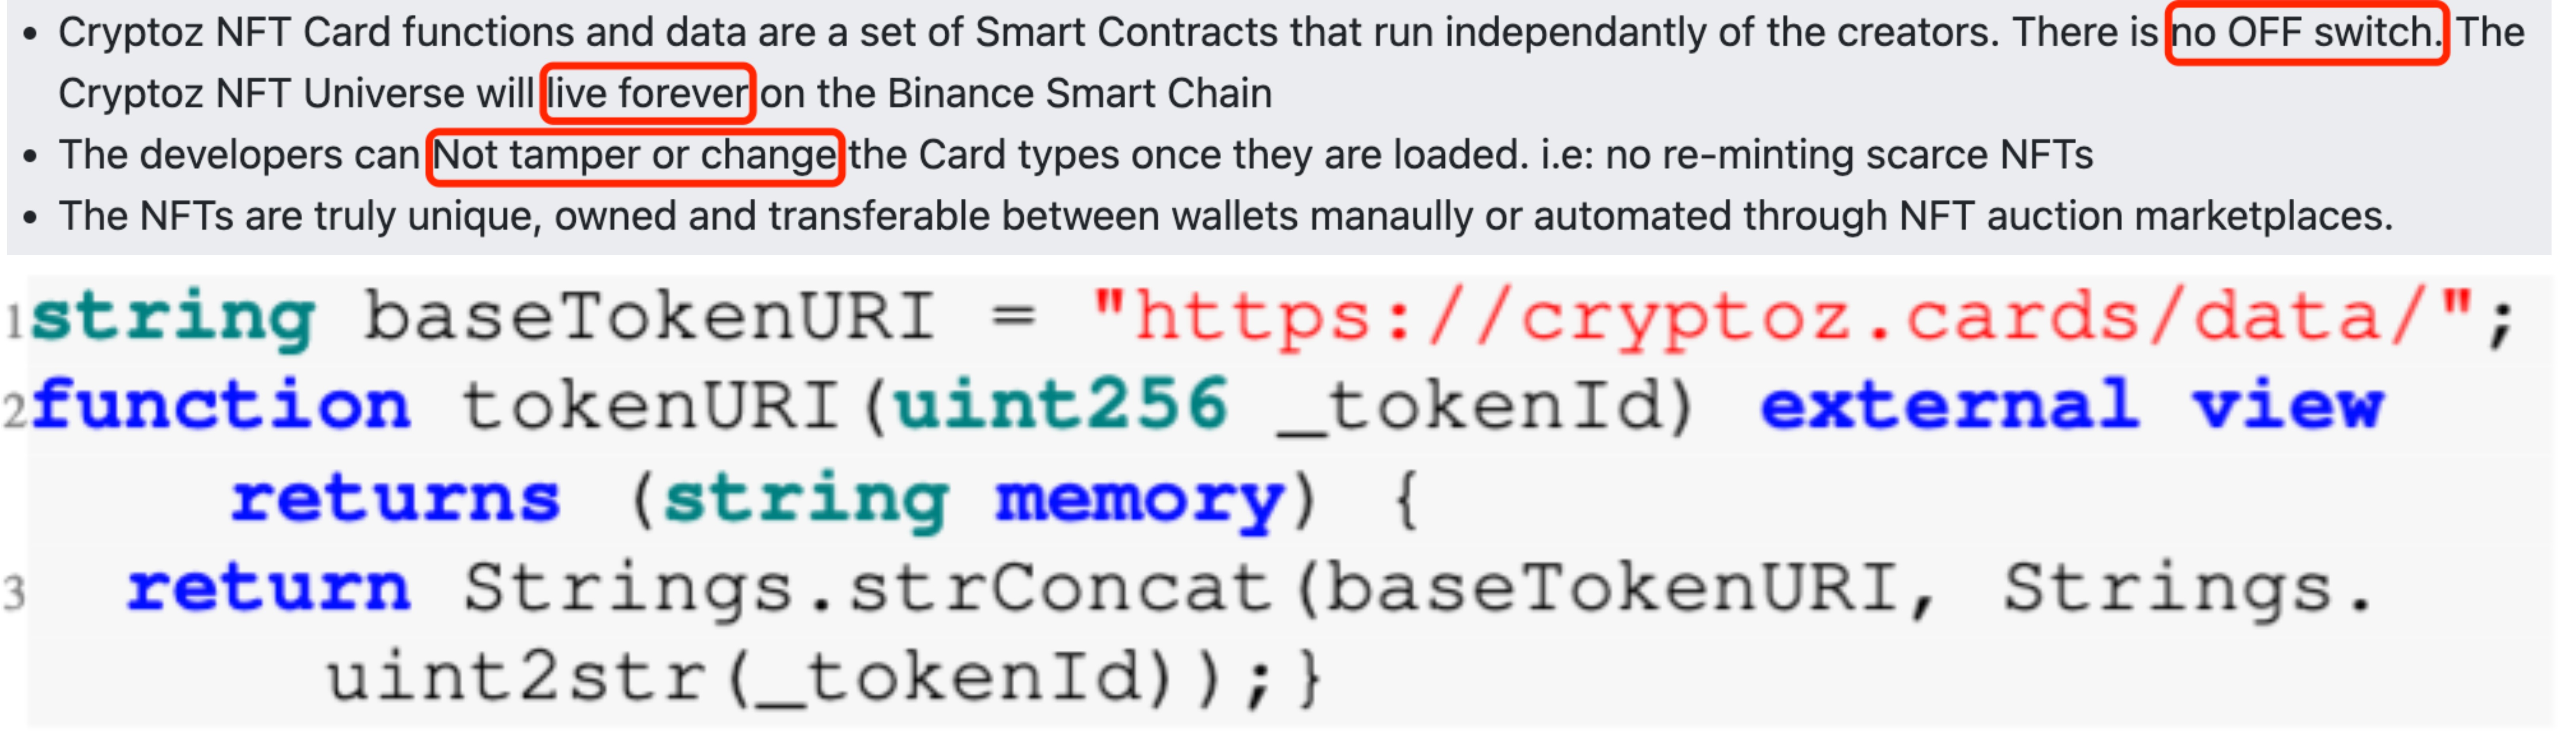 • Cryptoz NFT Card functions and data are a set of Smart Contracts that run independantly of the creators. There is no OFF switch. The
Cryptoz NFT Universe will live forever on the Binance Smart Chain
• The developers can Not tamper or change the Card types once they are loaded. i.e: no re-minting scarce NFTs
• The NFTs are truly unique, owned and transferable between wallets manaully or automated through NFT auction marketplaces.
1 string baseTokenURI = "https://cryptoz.cards/data/";
2 function tokenURI(uint256 _tokenId) external view
returns (string memory) {
3 return Strings.strConcat(baseTokenURI, Strings.
uint2str(_tokenId));}